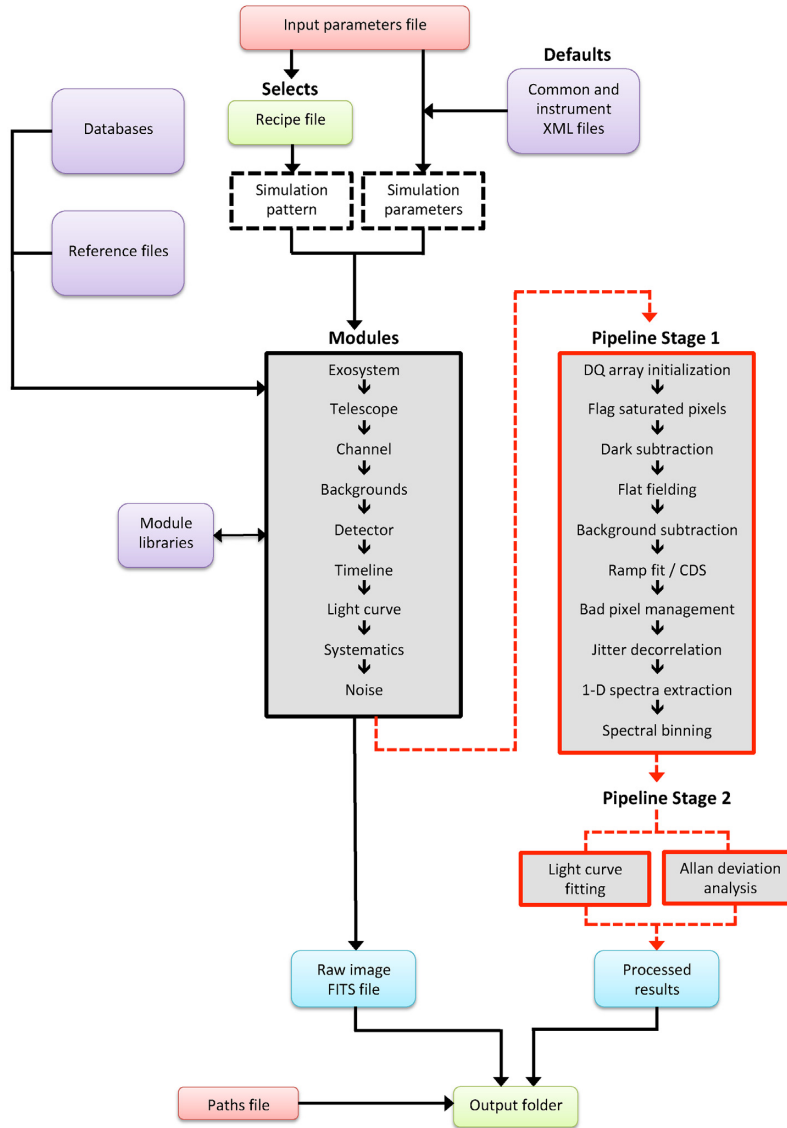 Input parameters file
Defaults
Selects
Common and
instrument
XML files
Recipe file
Databases
Simulation
pattern
Simulation
parameters
Reference files
Modules
Exosystem
Telescope
Channel
Backgrounds
Detector
Timeline
Light curve
Systematics
Noise
Module
libraries
Pipeline Stage 1
DQ array initialization
Flag saturated pixels
Dark subtraction
Flat fielding
Background subtraction
Ramp fit / CDS
Bad pixel management
Jitter decorrelation
1-D spectra extraction
Spectral binning
Pipeline Stage 2
Light curve
fitting
Allan deviation
analysis
Raw image
FITS file
Processed
results
Paths file
Output folder